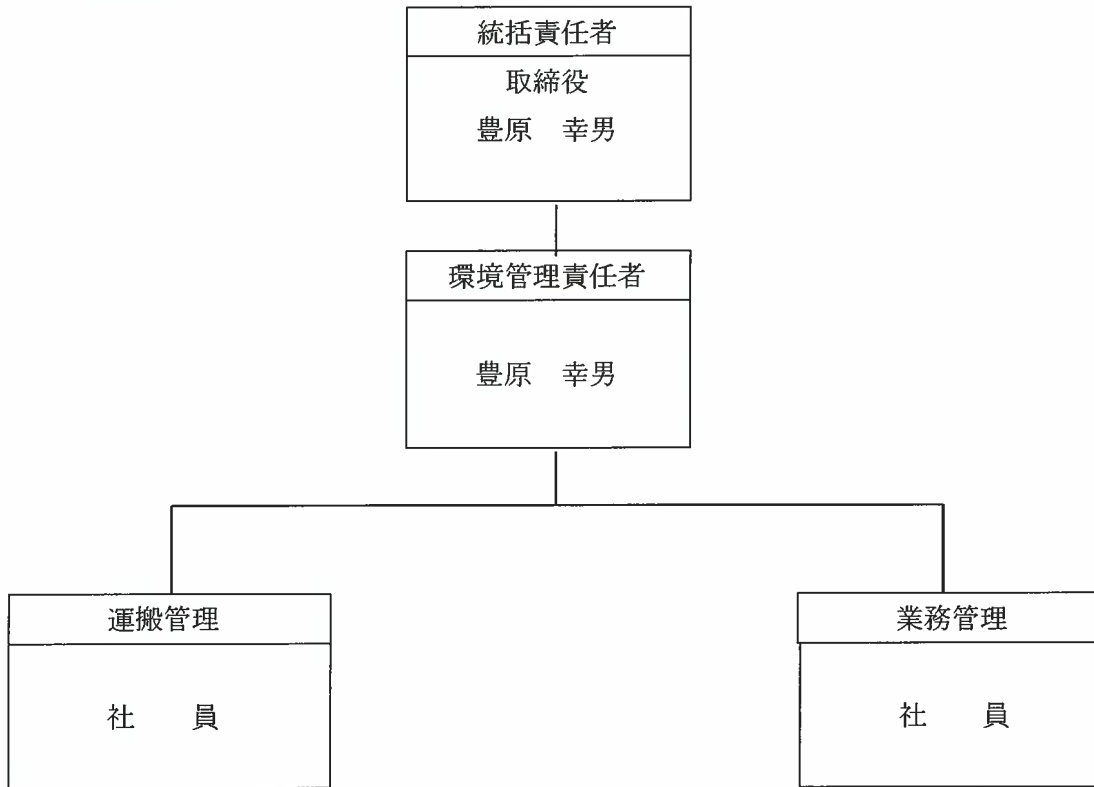 統括責任者
取締役
豊原　幸男
環境管理責任者
豊原　幸男
運搬管理
社　員
業務管理
社　員